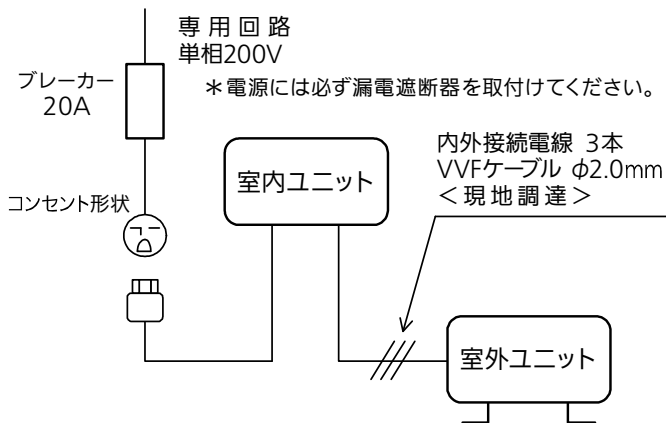 専用回路
単相200V
ブレーカー
20A
＊電源には必ず漏電遮断器を取付けてください。
内外接続電線 3本
VVFケーブル φ2.0mm
＜現地調達＞
室内ユニット
コンセント形状
室外ユニット